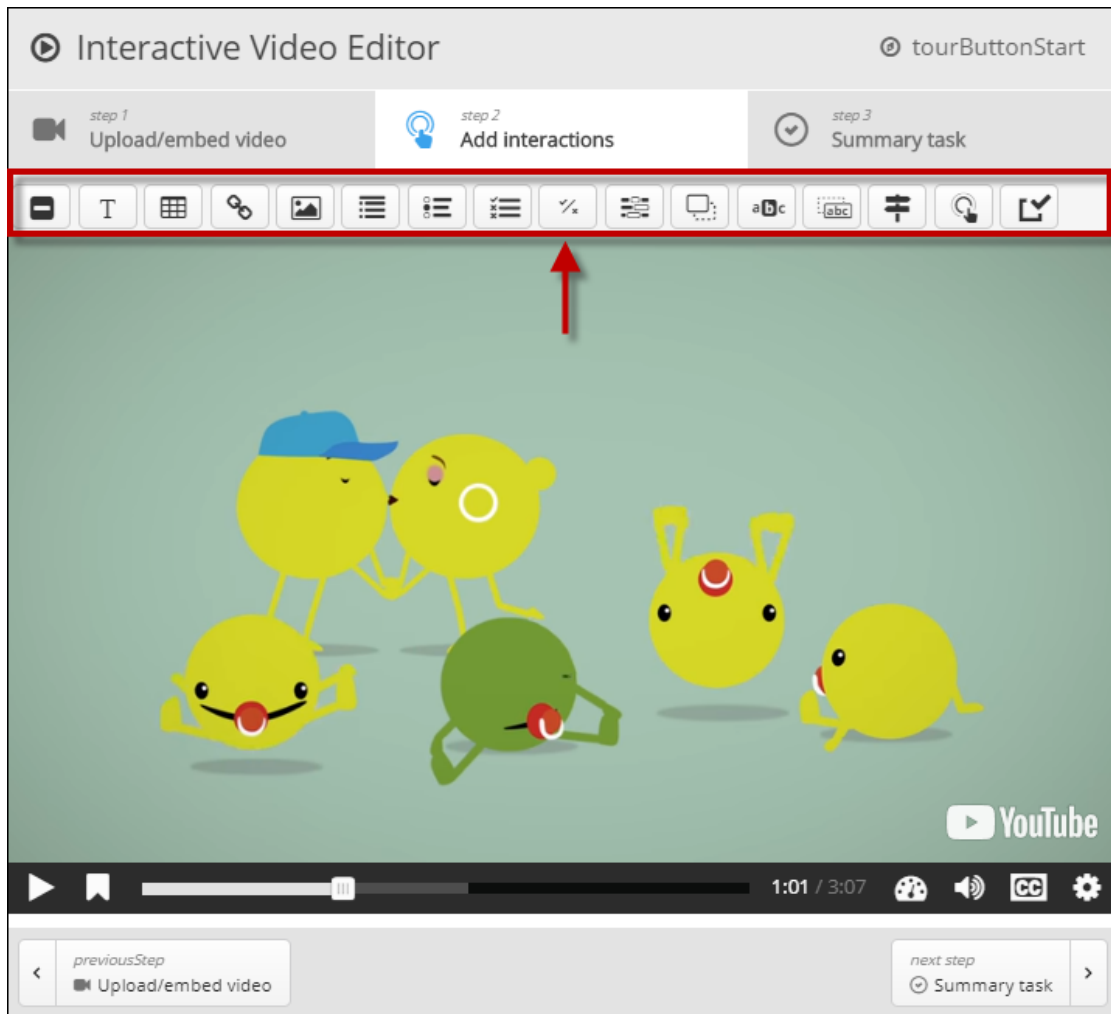 Interactive Video Editor
tourButtonStart
step 1
Upload/embed video
step 2
Add interactions
step 3
Summary task
T
abc
abc
YouTube
1:01 / 3:07
CC
previousStep
Upload/embed video
next step
Summary task